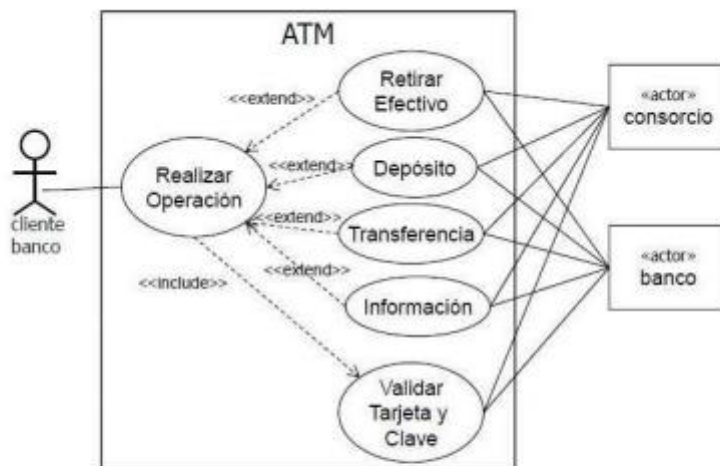 ATM
Retirar
Efectivo
<<extend>>
«actor»
consorcio
Realizar
Operación
<<extend>>
Depósito
cliente
banco
<<extend>>
Transferencia
<<extend>>
Información
<<include>>
«actor»
banco
Validar
Tarjeta y
Clave